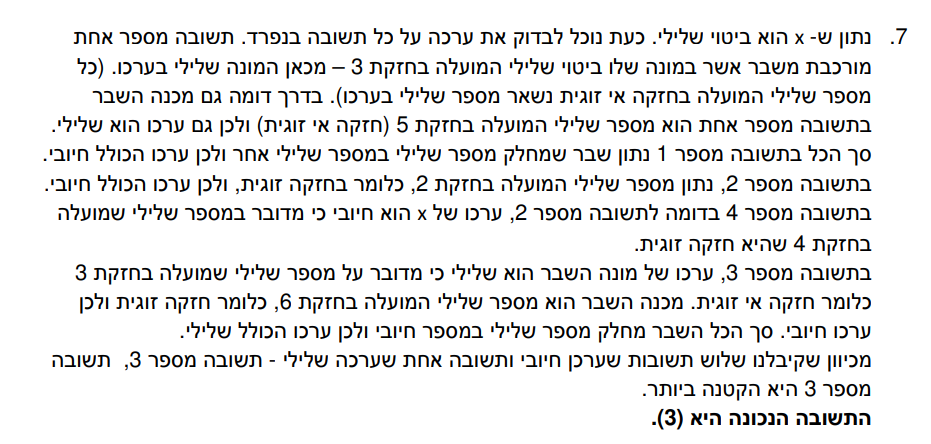 7. נתון ש- x הוא ביטוי שלילי. כעת נוכל לבדוק את ערכה על כל תשובה בנפרד. תשובה מספר אחת
מורכבת משבר אשר במונה שלו ביטוי שלילי המועלה בחזקת 3 – מכאן המונה שלילי בערכו. (כל
מספר שלילי המועלה בחזקה אי זוגית נשאר מספר שלילי בערכו). בדרך דומה גם מכנה השבר
בתשובה מספר אחת הוא מספר שלילי המועלה בחזקת 5 (חזקה אי זוגית) ולכן גם ערכו הוא שלילי.
סך הכל בתשובה מספר 1 נתון שבר שמחלק מספר שלילי במספר שלילי אחר ולכן ערכו הכולל חיובי.
בתשובה מספר 2, נתון מספר שלילי המועלה בחזקת 2, כלומר בחזקה זוגית, ולכן ערכו הכולל חיובי.
בתשובה מספר 4 בדומה לתשובה מספר 2, ערכו של x הוא חיובי כי מדובר במספר שלילי שמועלה
בחזקת 4 שהיא חזקה זוגית.
בתשובה מספר 3, ערכו של מונה השבר הוא שלילי כי מדובר על מספר שלילי שמועלה בחזקת 3
כלומר חזקה אי זוגית. מכנה השבר הוא מספר שלילי המועלה בחזקת 6, כלומר חזקה זוגית ולכן
ערכו חיובי. סך הכל השבר מחלק מספר שלילי במספר חיובי ולכן ערכו הכולל שלילי.
מכיוון שקיבלנו שלוש תשובות שערכן חיובי ותשובה אחת שערכה שלילי - תשובה מספר 3, תשובה
מספר 3 היא הקטנה ביותר.
התשובה הנכונה היא (3).